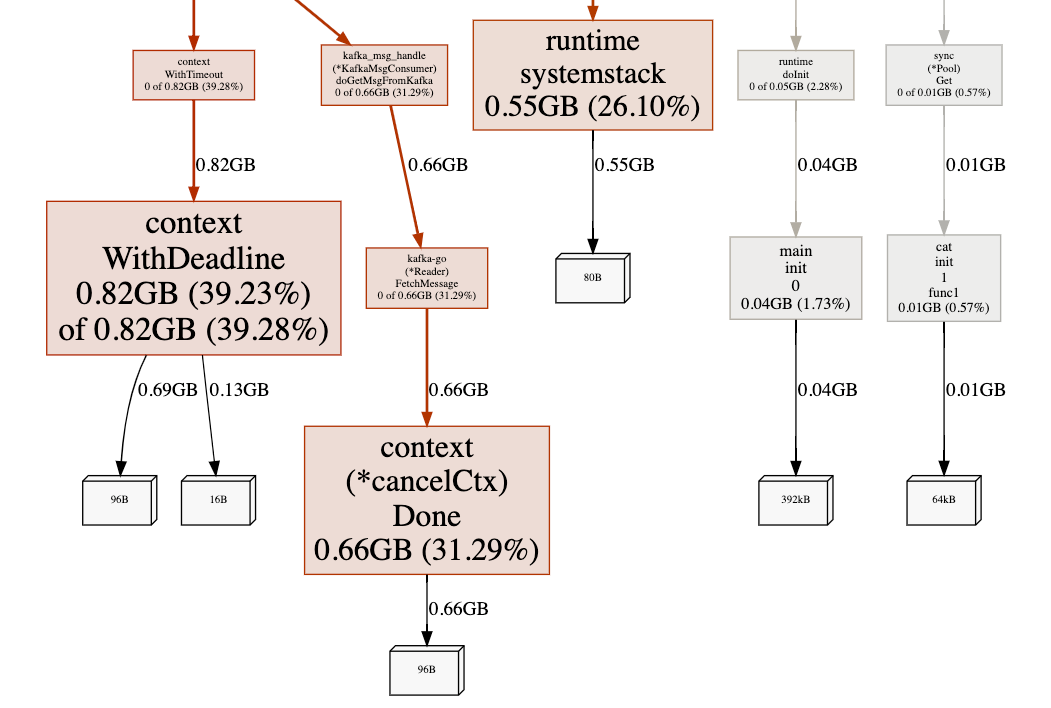 context
WithTimeout
0 of 0.82GB (39.28%)
kafka_msg_handle
(*KafkaMsgConsumer)
doGetMsgFromKafka
0 of 0.66GB (31.29%)
runtime
systemstack
0.55GB (26.10%)
runtime
doInit
0 of 0.05GB (2.28%)
sync
(*Pool)
Get
0 of 0.01GB (0.57%)
0.82GB
0.66GB
0.55GB
0.04GB
0.01GB
context
WithDeadline
0.82GB (39.23%)
of 0.82GB (39.28%)
kafka-go
(*Reader)
FetchMessage
0 of 0.66GB (31.29%)
80B
main
init
0
0.04GB (1.73%)
cat
init
1
func1
0.01GB (0.57%)
0.69GB
0.13GB
0.66GB
0.04GB
0.01GB
96B
16B
context
(*cancelCtx)
Done
0.66GB (31.29%)
392kB
64kB
0.66GB
96B